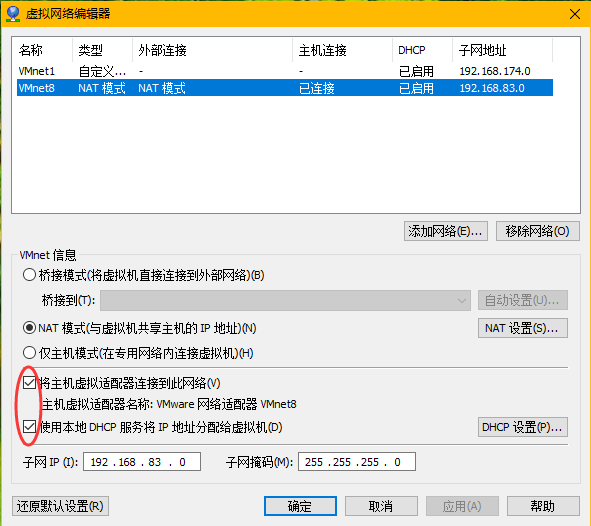 虚拟网络编辑器
名称 类型 外部连接 主机连接 DHCP 子网地址
VMnet1 自定义... - - 已启用 192.168.174.0
VMnet8 NAT 模式 NAT 模式 已连接 已启用 192.168.83.0
添加网络(E)... 移除网络(O)
VMnet 信息
桥接模式(将虚拟机直接连接到外部网络)(B)
桥接到(T): 自动设置(U)...
NAT 模式(与虚拟机共享主机的 IP 地址)(N) NAT 设置(S)...
仅主机模式(在专用网络内连接虚拟机)(H)
将主机虚拟适配器连接到此网络(V)
主机虚拟适配器名称: VMware 网络适配器 VMnet8
使用本地 DHCP 服务将 IP 地址分配给虚拟机(D) DHCP 设置(P)...
子网 IP (I): 192 . 168 . 83 . 0 子网掩码(M): 255 . 255 . 255 . 0
还原默认设置(R) 确定 取消 应用(A) 帮助